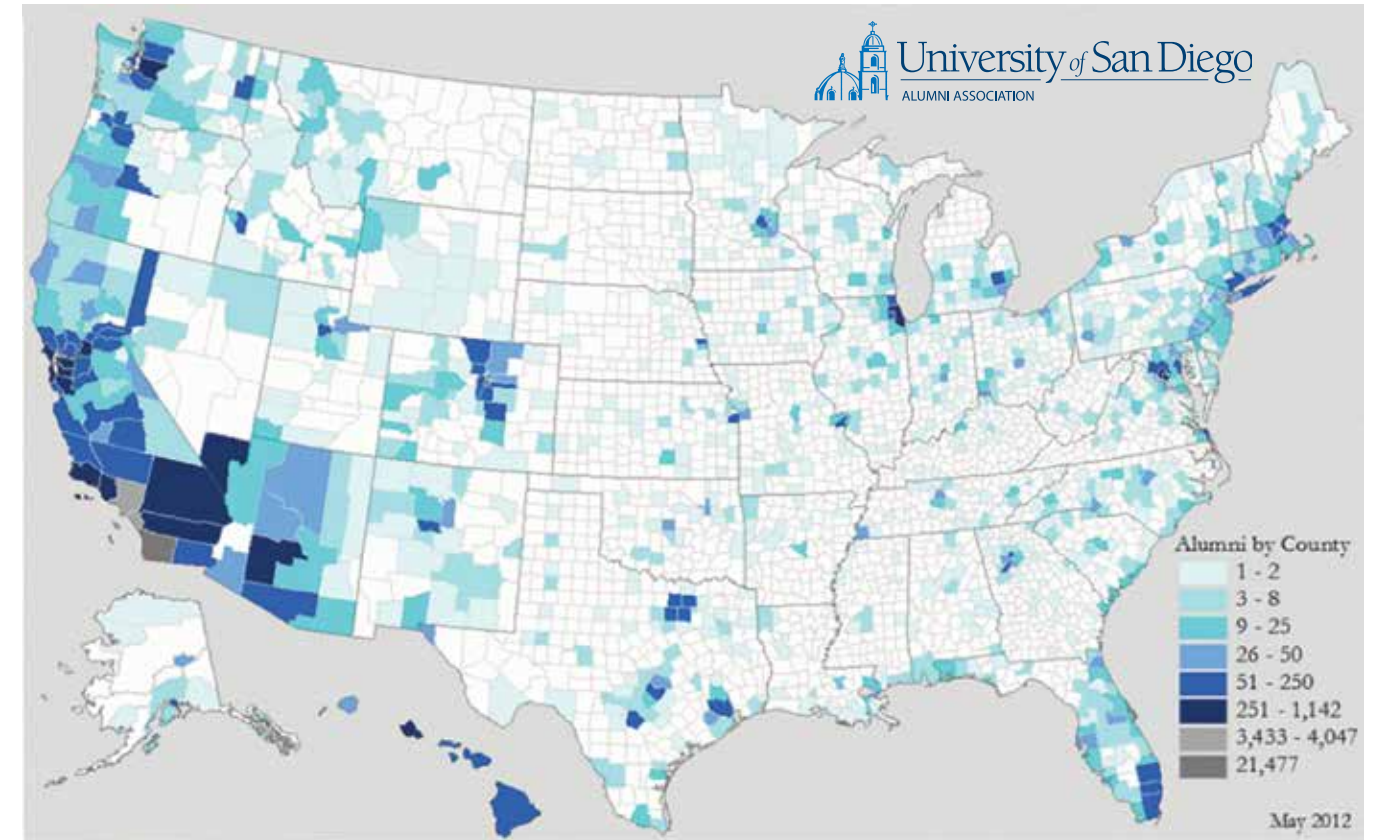 University of San Diego
ALUMNI ASSOCIATION
Alumni by County
1 - 2
3 - 8
9 - 25
26 - 50
51 - 250
251 - 1,142
3,433 - 4,047
21,477
May 2012